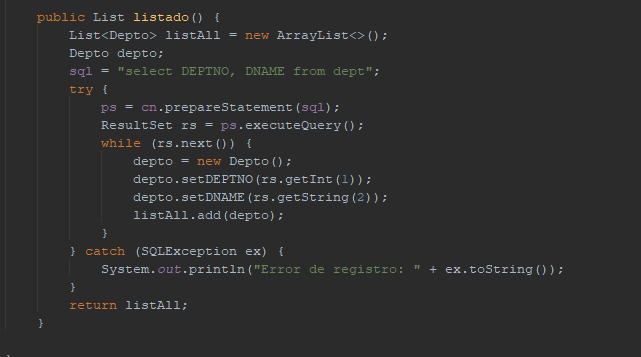 public List listado() {
List<Depto> listAll = new ArrayList<>();
Depto depto;
sql = "select DEPTNO, DNAME from dept";
try {
ps = cn.prepareStatement(sql);
ResultSet rs = ps.executeQuery();
while (rs.next()) {
depto = new Depto();
depto.setDEPTNO(rs.getInt(1));
depto.setDNAME(rs.getString(2));
listAll.add(depto);
}
} catch (SQLException ex) {
System.out.println("Error de registro: " + ex.toString());
}
return listAll;
}